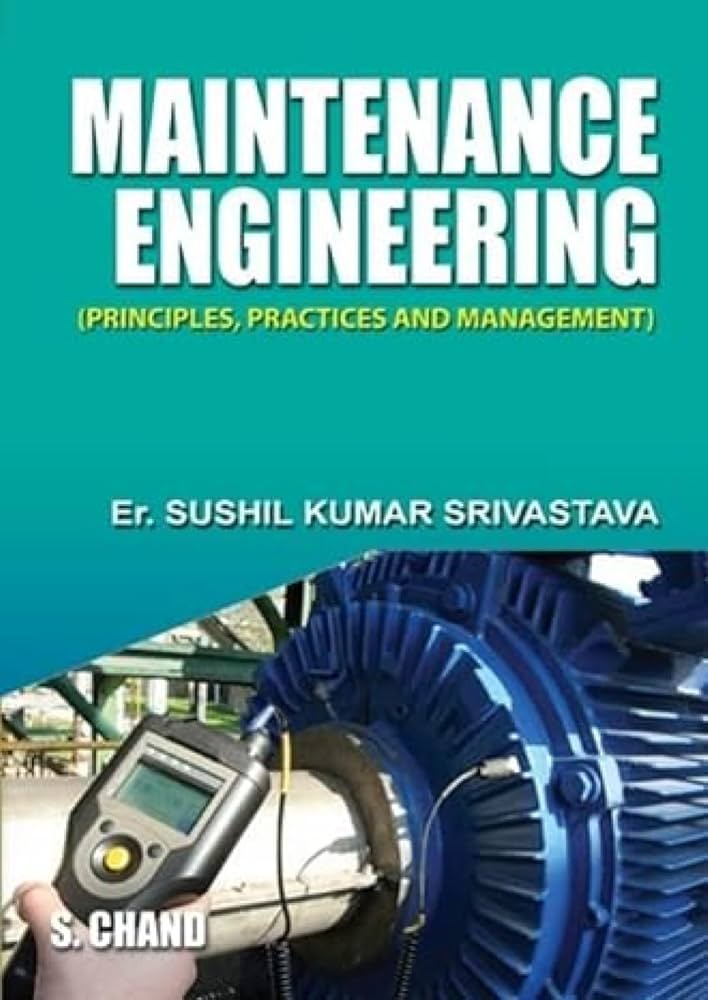 MAINTENANCE
ENGINEERING
(PRINCIPLES, PRACTICES AND MANAGEMENT)
Er. SUSHIL KUMAR SRIVASTAVA
S. CHAND